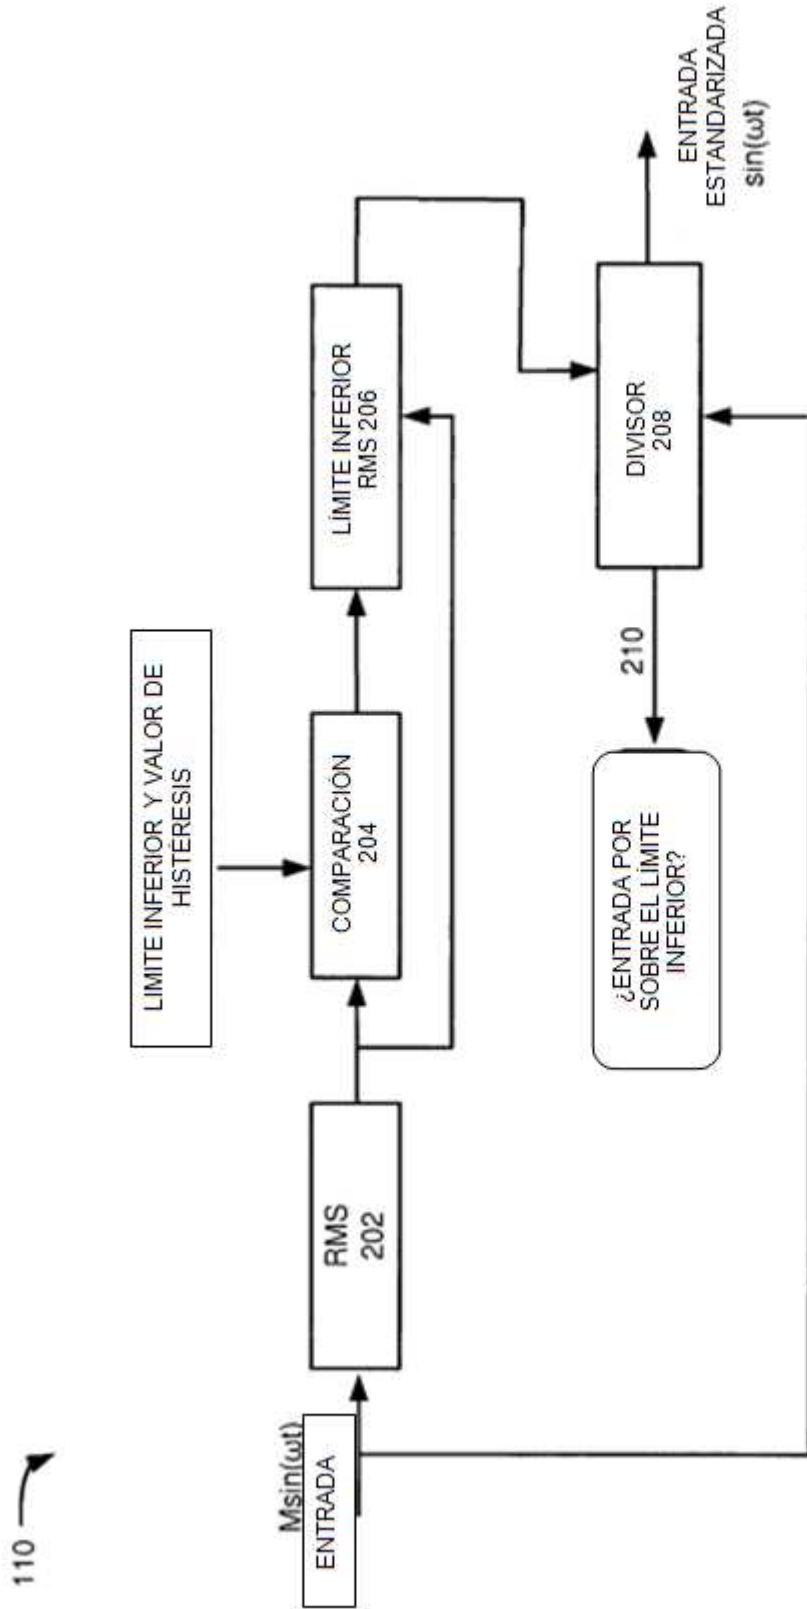 110
Msin(ωt)
ENTRADA
RMS
202
LÍMITE INFERIOR Y VALOR DE
HISTÉRESIS
COMPARACIÓN
204
LÍMITE INFERIOR
RMS 206
¿ENTRADA POR
SOBRE EL LÍMITE
INFERIOR?
210
DIVISOR
208
ENTRADA
ESTANDARIZADA
sin(ωt)